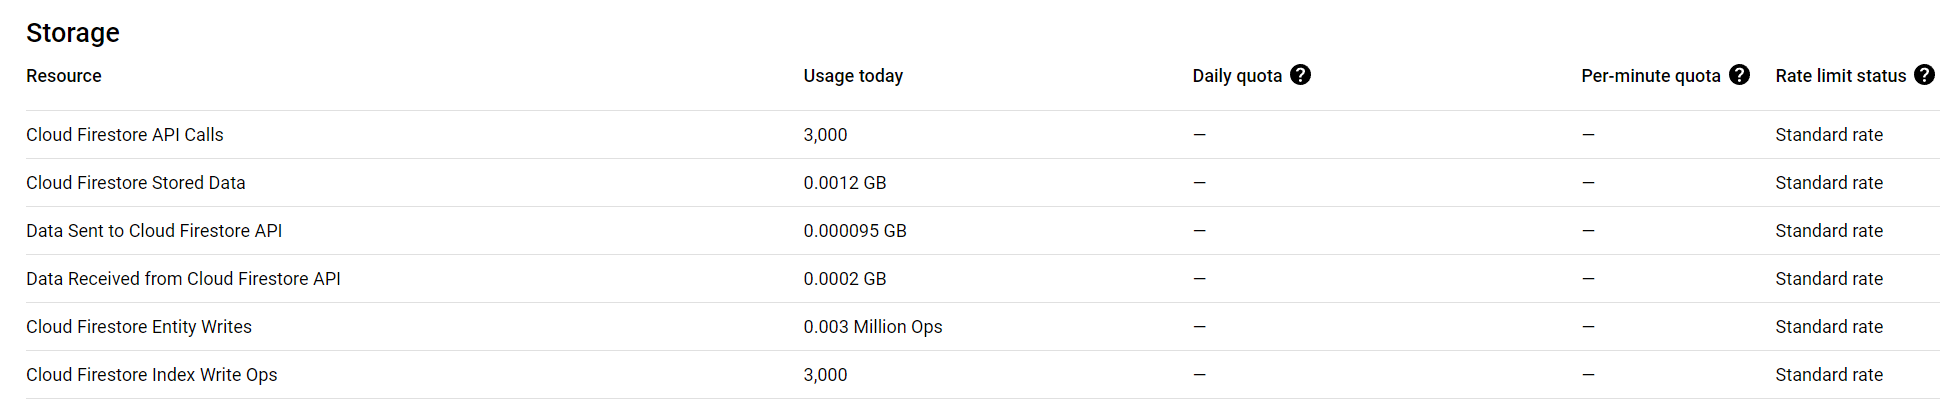 Storage
Resource Usage today Daily quota ? Per-minute quota ? Rate limit status ?
Cloud Firestore API Calls 3,000 — — Standard rate
Cloud Firestore Stored Data 0.0012 GB — — Standard rate
Data Sent to Cloud Firestore API 0.000095 GB — — Standard rate
Data Received from Cloud Firestore API 0.0002 GB — — Standard rate
Cloud Firestore Entity Writes 0.003 Million Ops — — Standard rate
Cloud Firestore Index Write Ops 3,000 — — Standard rate